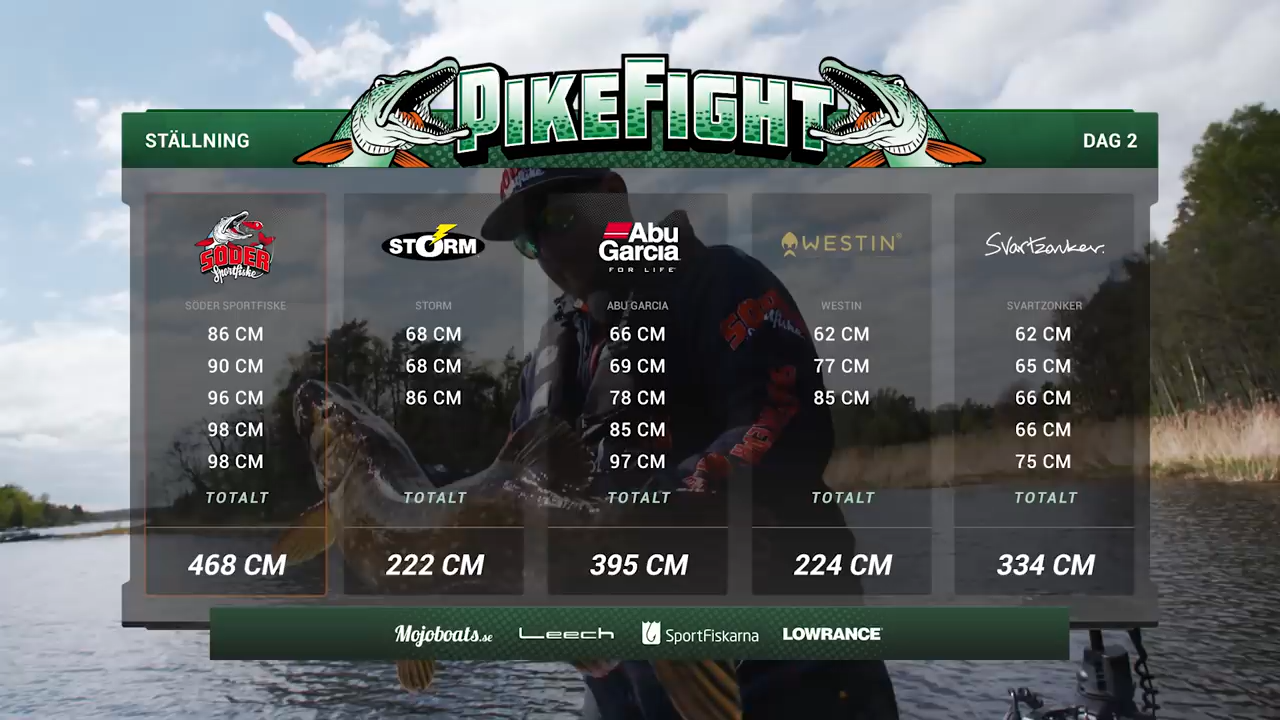 PIKEFIGHT
STÄLLNING
DAG 2
SÖDER
Sportfiske
SÖDER SPORTFISKE
86 CM
90 CM
96 CM
98 CM
98 CM
TOTALT
468 CM
STORM
STORM
68 CM
68 CM
86 CM
TOTALT
222 CM
Abu
Garcia
FOR LIFE
ABU GARCIA
66 CM
69 CM
78 CM
85 CM
97 CM
TOTALT
395 CM
WESTIN®
WESTIN
62 CM
77 CM
85 CM
TOTALT
224 CM
Svartzonker.
SVARTZONKER
62 CM
65 CM
66 CM
66 CM
75 CM
TOTALT
334 CM
Mojoboats.se
Leech
SportFiskarna
LOWRANCE